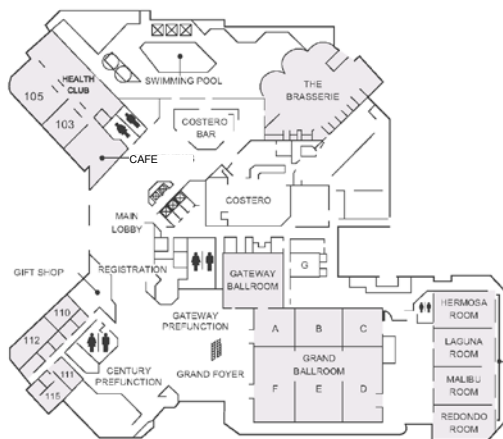 HEALTH
CLUB
105
103
SWIMMING POOL
THE
BRASSERIE
COSTERO
BAR
CAFE
COSTERO
MAIN
LOBBY
GIFT SHOP
REGISTRATION
GATEWAY
BALLROOM
G
HERMOSA
ROOM
110
112
111
115
GATEWAY
PREFUNCTION
A
B
C
LAGUNA
ROOM
GRAND
BALLROOM
CENTURY
PREFUNCTION
GRAND FOYER
F
E
D
MALIBU
ROOM
REDONDO
ROOM